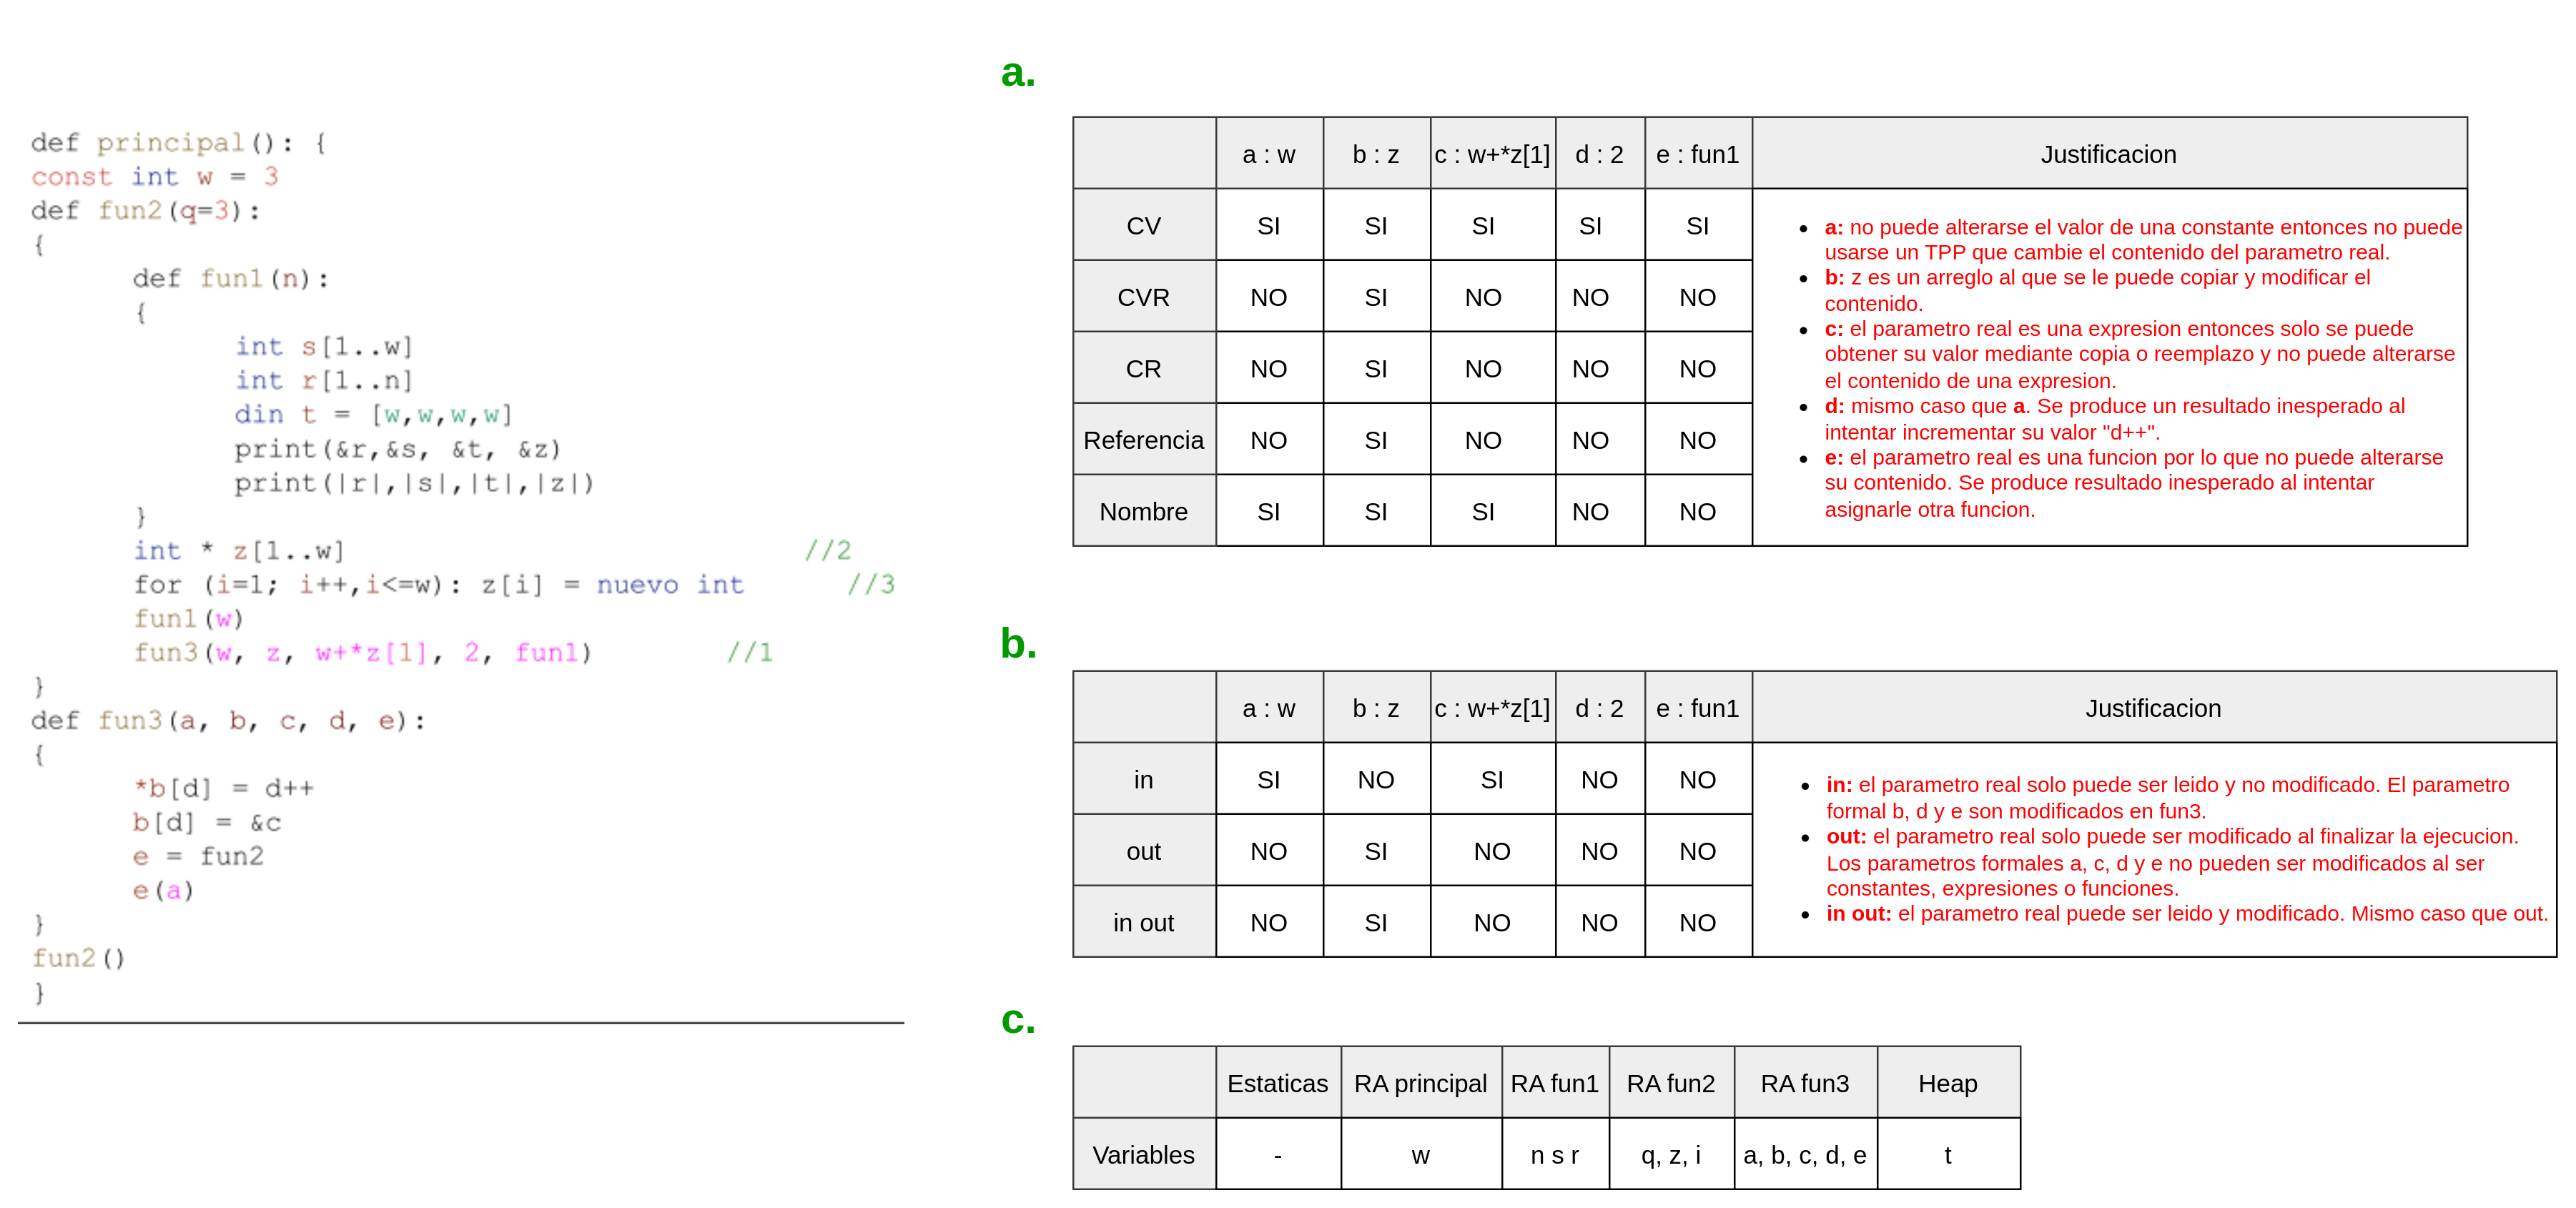 def principal(): {
const int w = 3
def fun2(q=3):
{
def fun1(n):
{
int s[1..w]
int r[1..n]
din t = [w,w,w,w]
print(&r,&s, &t, &z)
print(|r|,|s|,|t|,|z|)
}
int * z[1..w] //2
for (i=1; i++,i<=w): z[i] = nuevo int //3
fun1(w)
fun3(w, z, w+*z[1], 2, fun1) //1
}
def fun3(a, b, c, d, e):
{
*b[d] = d++
b[d] = &c
e = fun2
e(a)
}
fun2()
}
a.
a : w b : z c : w+*z[1] d : 2 e : fun1 Justificacion
CV SI SI SI SI SI
CVR NO SI NO NO NO
CR NO SI NO NO NO
Referencia NO SI NO NO NO
Nombre SI SI SI NO NO
• a: no puede alterarse el valor de una constante entonces no puede
usarse un TPP que cambie el contenido del parametro real.
• b: z es un arreglo al que se le puede copiar y modificar el
contenido.
• c: el parametro real es una expresion entonces solo se puede
obtener su valor mediante copia o reemplazo y no puede alterarse
el contenido de una expresion.
• d: mismo caso que a. Se produce un resultado inesperado al
intentar incrementar su valor "d++".
• e: el parametro real es una funcion por lo que no puede alterarse
su contenido. Se produce resultado inesperado al intentar
asignarle otra funcion.
b.
a : w b : z c : w+*z[1] d : 2 e : fun1 Justificacion
in SI NO SI NO NO
out NO SI NO NO NO
in out NO SI NO NO NO
• in: el parametro real solo puede ser leido y no modificado. El parametro
formal b, d y e son modificados en fun3.
• out: el parametro real solo puede ser modificado al finalizar la ejecucion.
Los parametros formales a, c, d y e no pueden ser modificados al ser
constantes, expresiones o funciones.
• in out: el parametro real puede ser leido y modificado. Mismo caso que out.
c.
Estaticas RA principal RA fun1 RA fun2 RA fun3 Heap
Variables - w n s r q, z, i a, b, c, d, e t